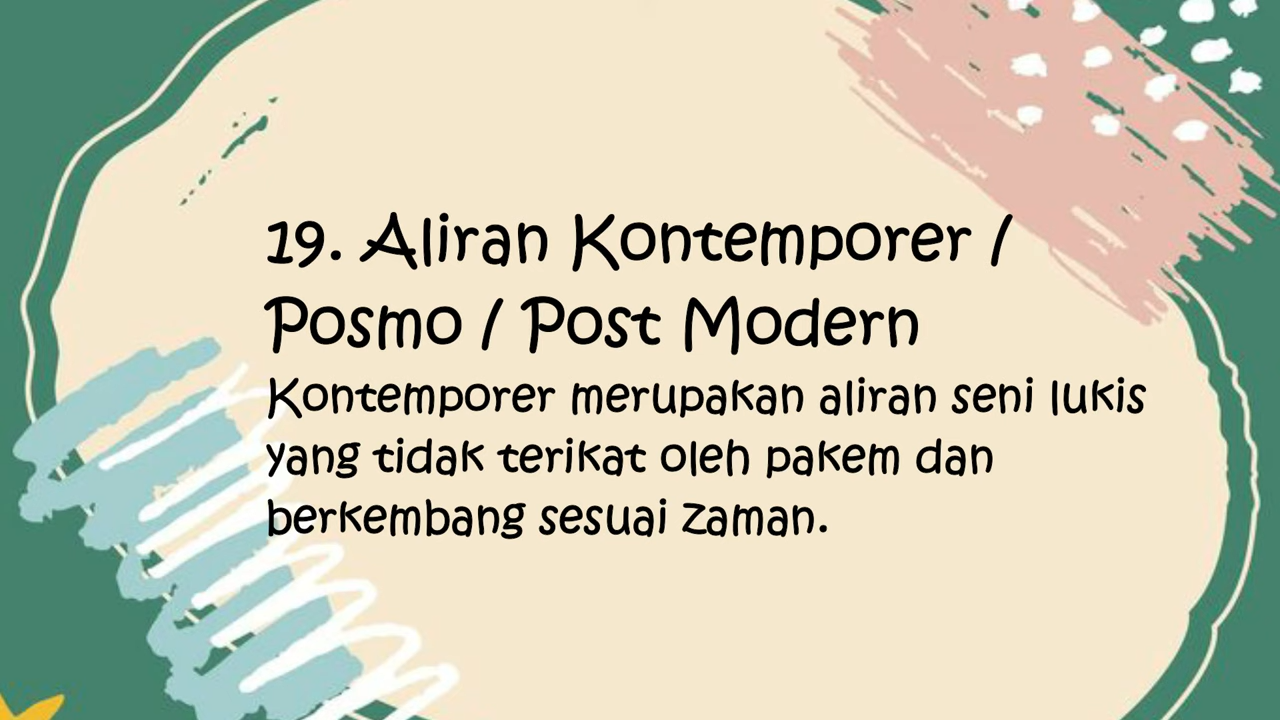 19. Aliran Kontemporer /
Posmo / Post Modern
Kontemporer merupakan aliran seni lukis
yang tidak terikat oleh pakem dan
berkembang sesuai zaman.